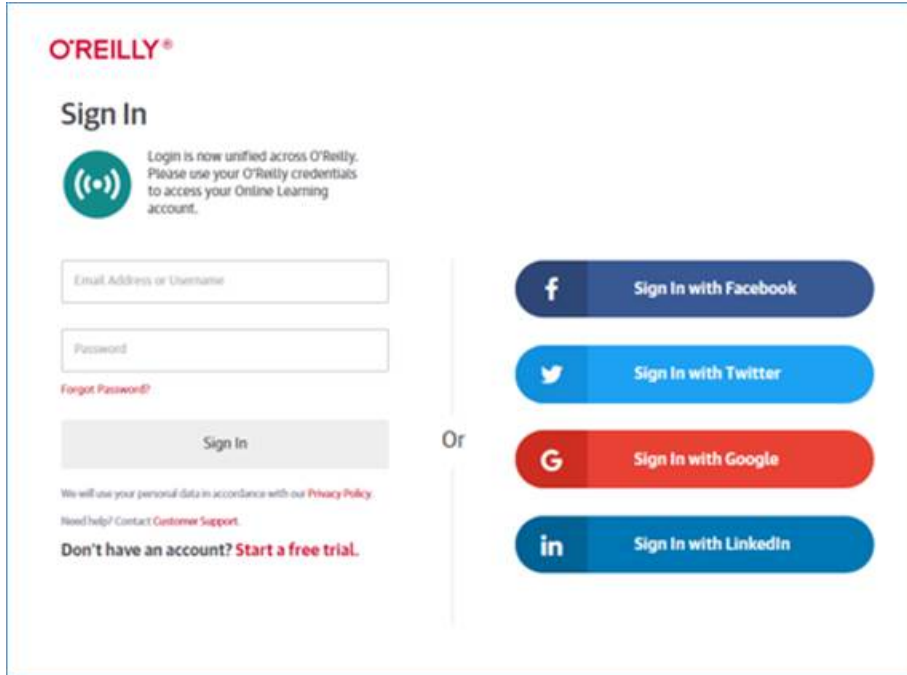 O'REILLY®
Sign In
Login is now unified across O'Reilly.
Please use your O'Reilly credentials
to access your Online Learning
account.
Email Address or Username
Password
Forgot Password?
Sign In
We will use your personal data in accordance with our Privacy Policy.
Need help? Contact Customer Support.
Don't have an account? Start a free trial.
Or
Sign In with Facebook
Sign In with Twitter
G
Sign In with Google
in
Sign In with LinkedIn